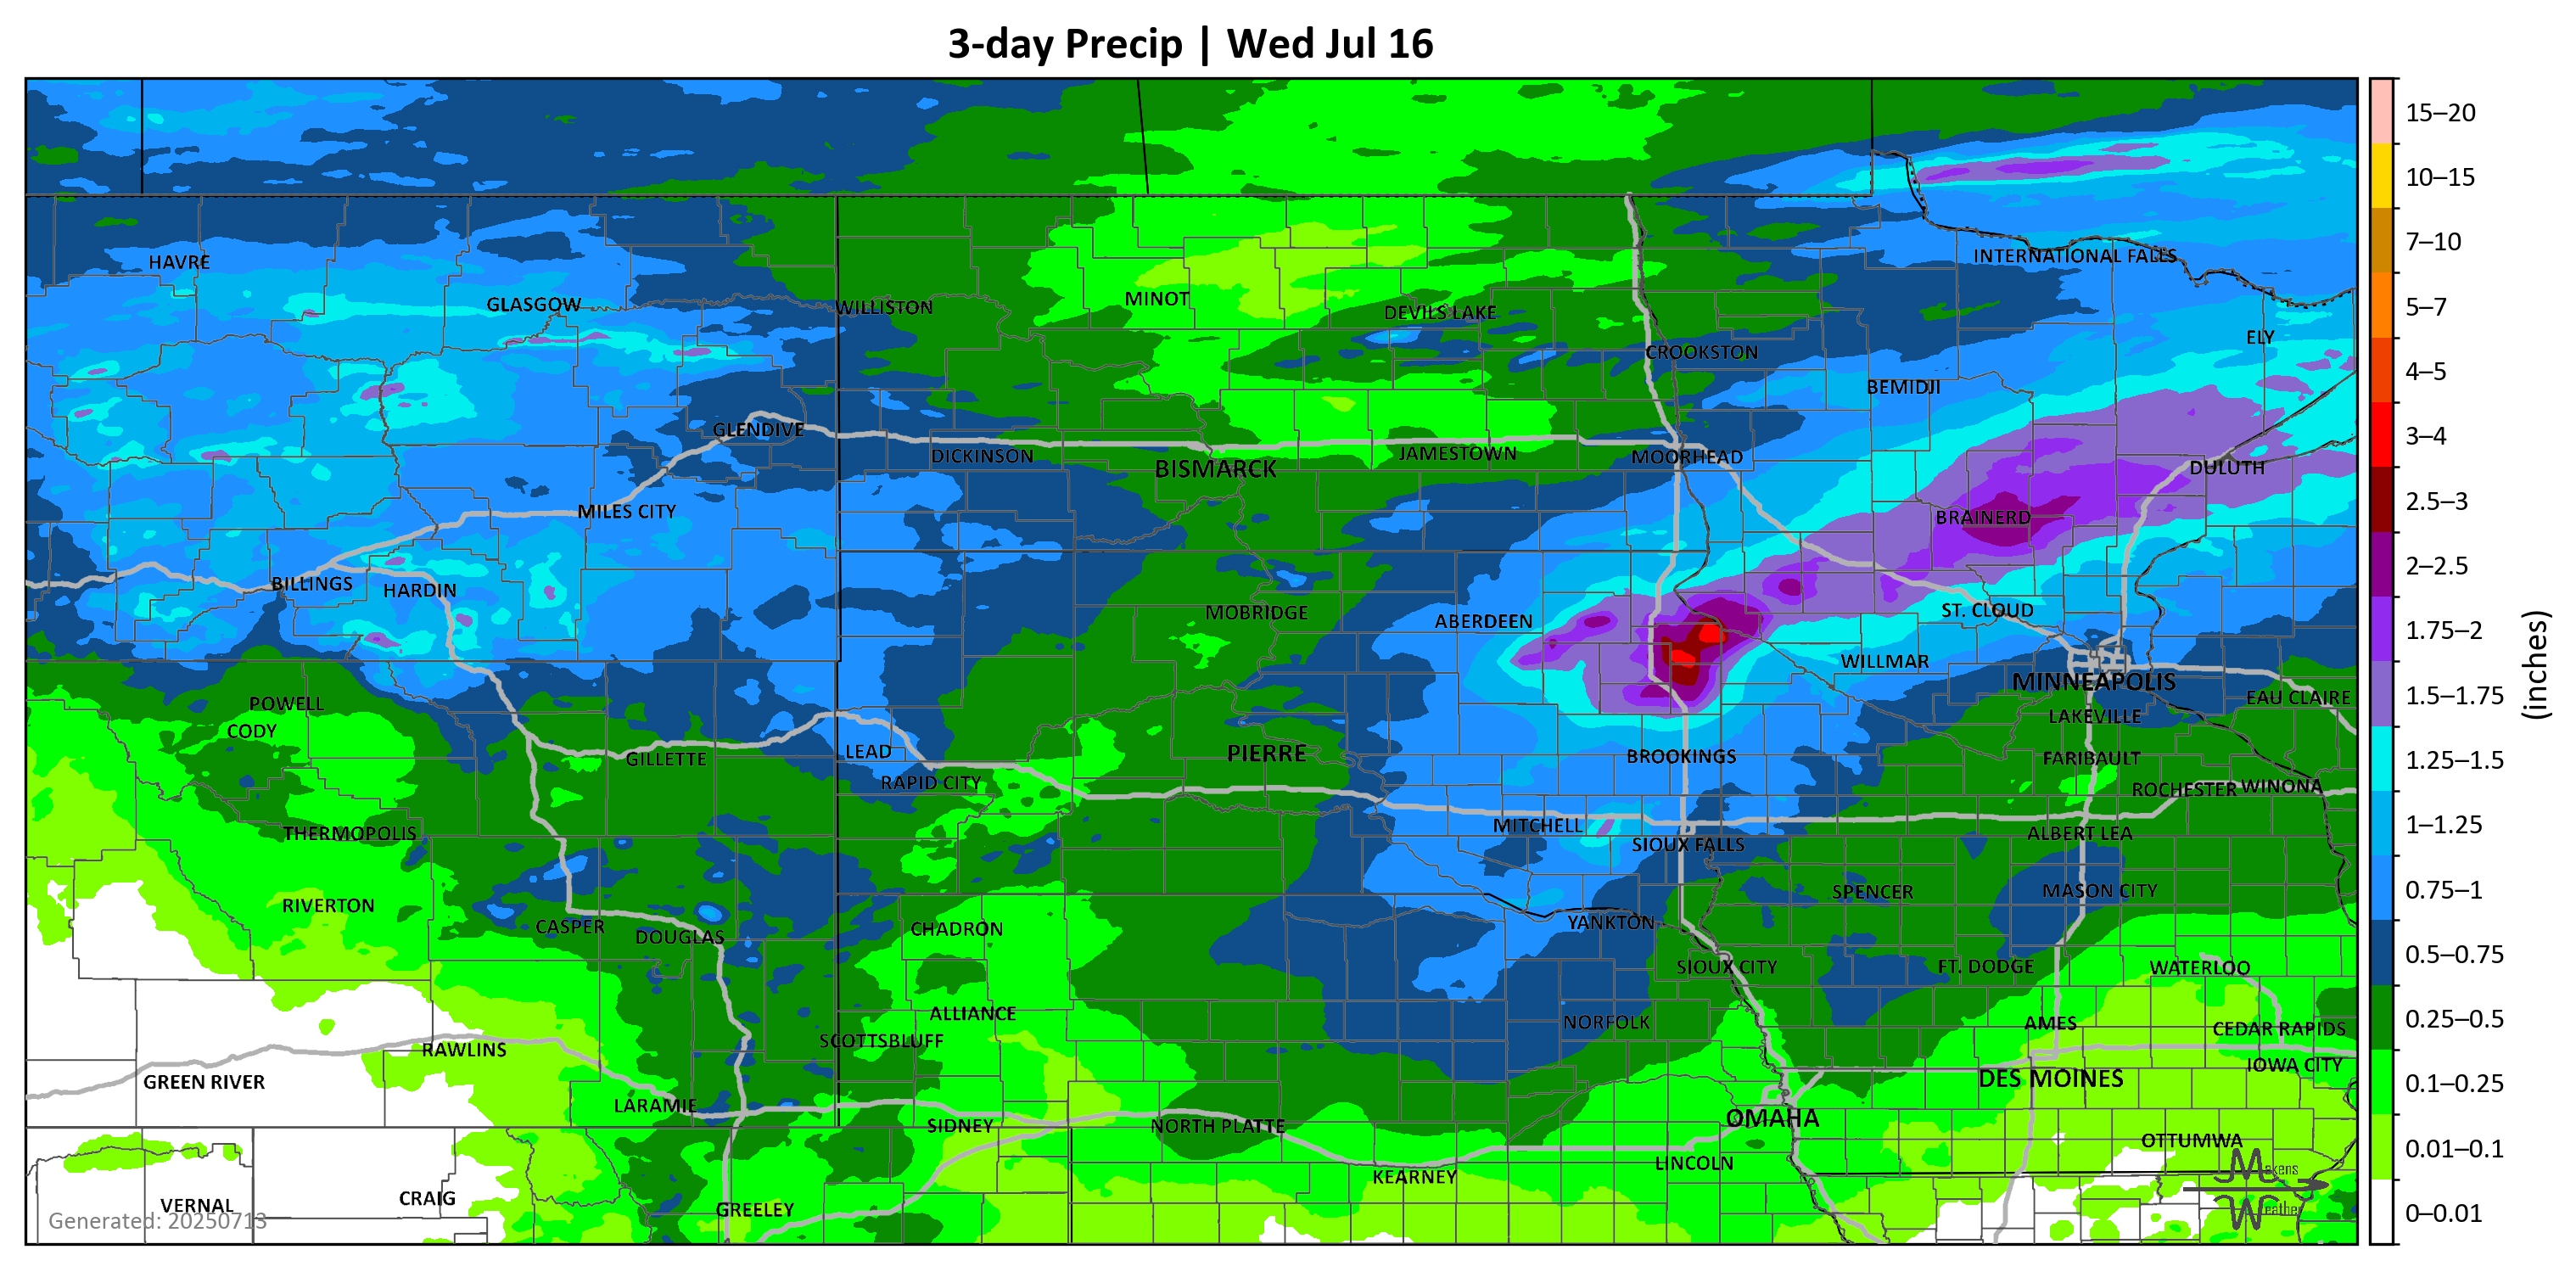 3-day Precip | Wed Jul 16
15–20
10–15
7–10
5–7
4–5
3–4
2.5–3
2–2.5
1.75–2
1.5–1.75
1.25–1.5
1–1.25
0.75–1
0.5–0.75
0.25–0.5
0.1–0.25
0.01–0.1
0–0.01
(inches)
HAVRE
GLASGOW
WILLISTON
MINOT
DEVILS LAKE
INTERNATIONAL FALLS
ELY
CROOKSTON
BEMIDJI
GLENDIVE
DICKINSON
BISMARCK
JAMESTOWN
MOORHEAD
DULUTH
MILES CITY
BRAINERD
BILLINGS
HARDIN
MOBRIDGE
ABERDEEN
ST. CLOUD
WILLMAR
MINNEAPOLIS
EAU CLAIRE
POWELL
CODY
LAKEVILLE
GILLETTE
LEAD
PIERRE
BROOKINGS
FARIBAULT
RAPID CITY
ROCHESTER
WINONA
THERMOPOLIS
MITCHELL
SIOUX FALLS
ALBERT LEA
RIVERTON
SPENCER
MASON CITY
CASPER
DOUGLAS
CHADRON
YANKTON
SIOUX CITY
FT. DODGE
WATERLOO
ALLIANCE
NORFOLK
AMES
CEDAR RAPIDS
SCOTTSBLUFF
RAWLINS
IOWA CITY
GREEN RIVER
DES MOINES
LARAMIE
SIDNEY
NORTH PLATTE
OMAHA
OTTUMWA
LINCOLN
KEARNEY
VERNAL
CRAIG
GREELEY
Generated: 20250713
Makens
Weather